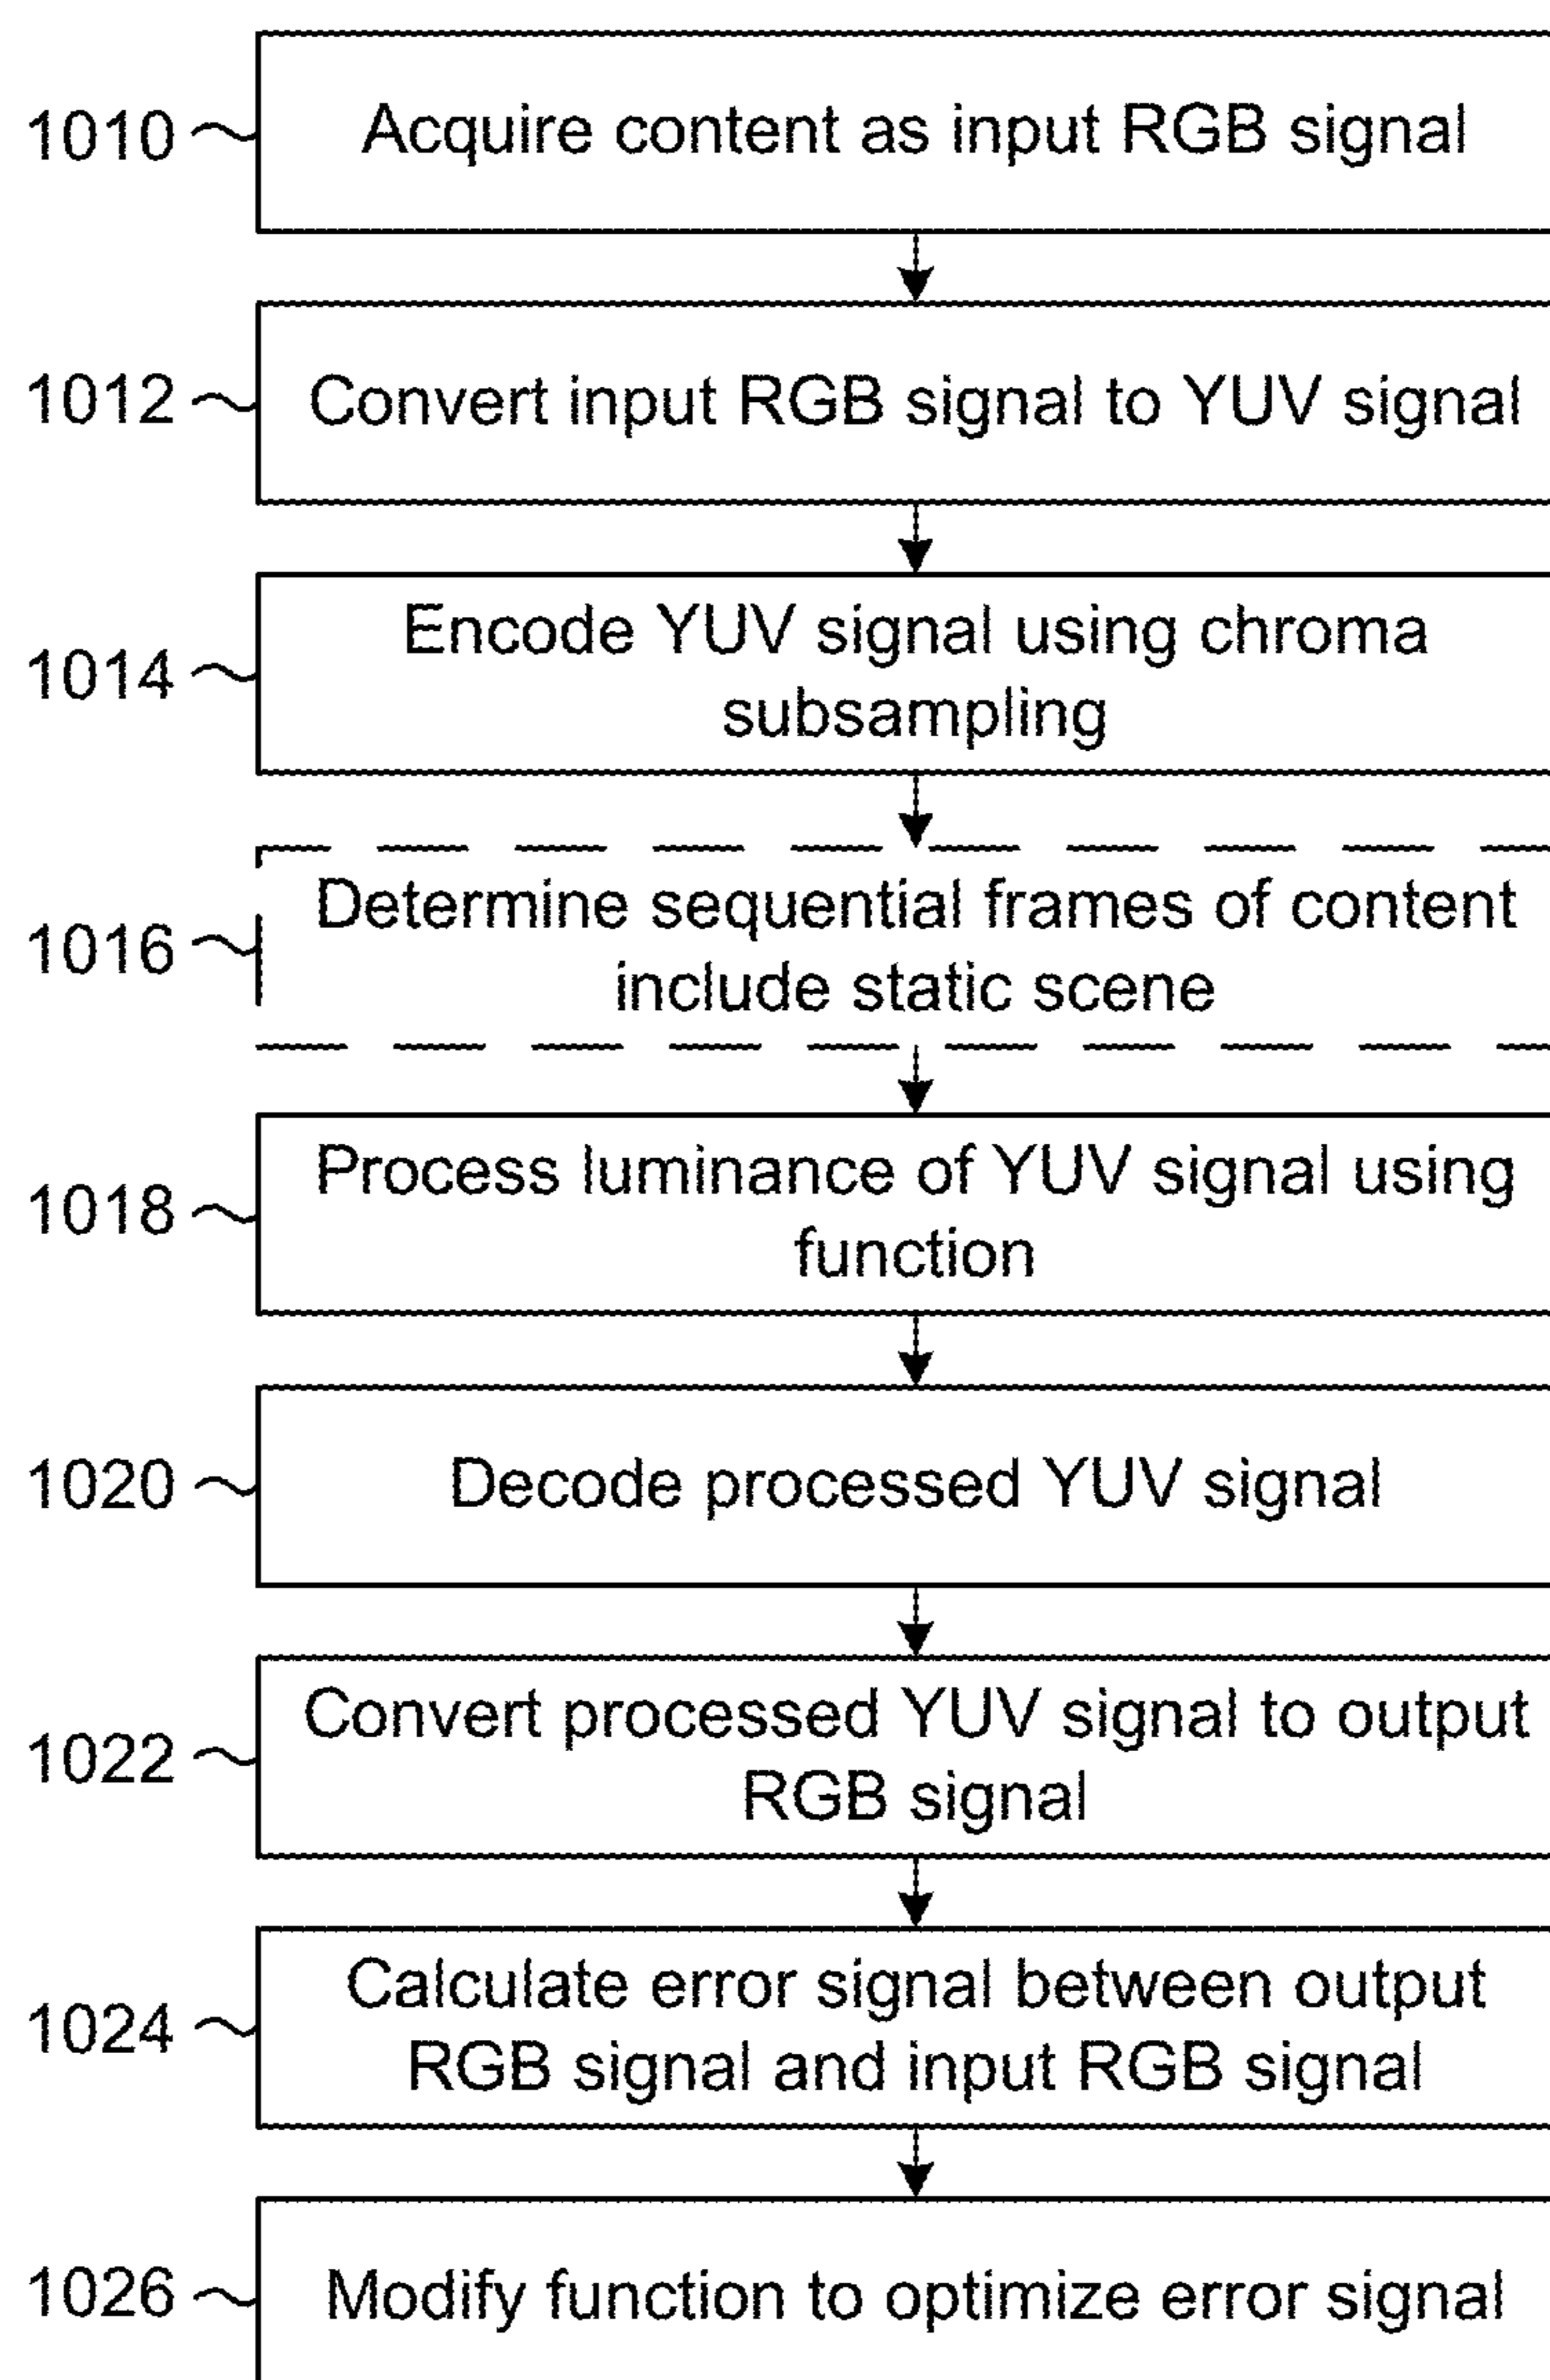 1010
Acquire content as input RGB signal
1012
Convert input RGB signal to YUV signal
1014
Encode YUV signal using chroma
subsampling
1016
Determine sequential frames of content
include static scene
1018
Process luminance of YUV signal using
function
1020
Decode processed YUV signal
1022
Convert processed YUV signal to output
RGB signal
1024
Calculate error signal between output
RGB signal and input RGB signal
1026
Modify function to optimize error signal